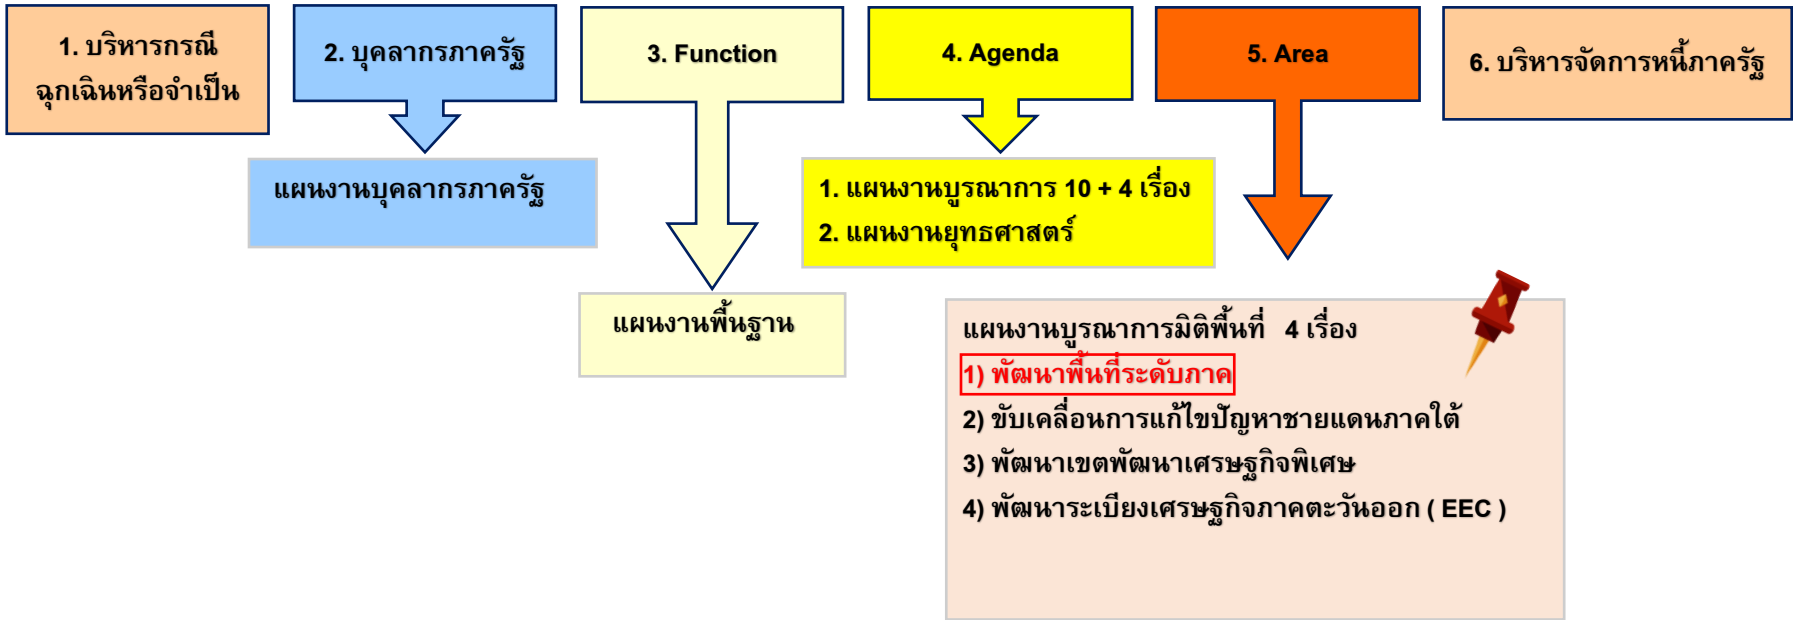 1. บริหารกรณี
ฉุกเฉินหรือจำเป็น
2. บุคลากรภาครัฐ
3. Function
4. Agenda
5. Area
6. บริหารจัดการหนี้ภาครัฐ
แผนงานบุคลากรภาครัฐ
1. แผนงานบูรณาการ 10 + 4 เรื่อง
2. แผนงานยุทธศาสตร์
แผนงานพื้นฐาน
แผนงานบูรณาการมิติพื้นที่ 4 เรื่อง
1) พัฒนาพื้นที่ระดับภาค
2) ขับเคลื่อนการแก้ไขปัญหาชายแดนภาคใต้
3) พัฒนาเขตพัฒนาเศรษฐกิจพิเศษ
4) พัฒนาระเบียงเศรษฐกิจภาคตะวันออก ( EEC )